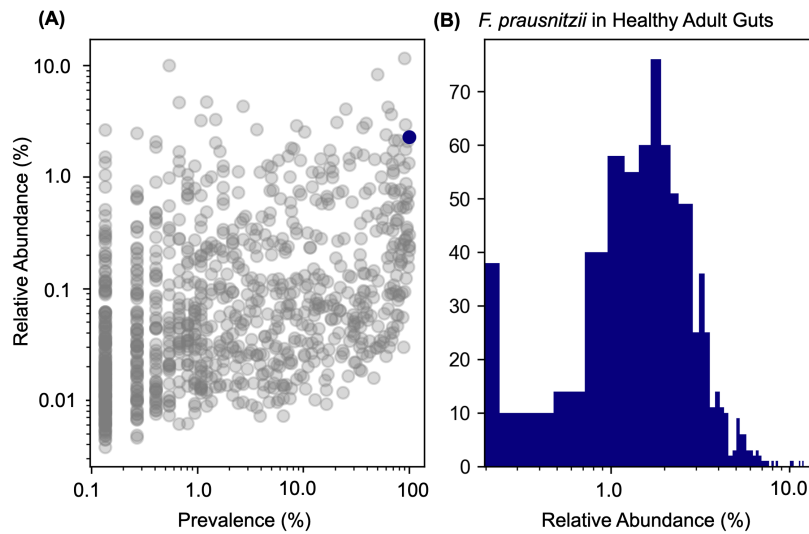 (A)
10.0
1.0
0.1
0.01
Relative Abundance (%)
0.1 1.0 10.0 100
Prevalence (%)
(B) F. prausnitzii in Healthy Adult Guts
70
60
50
40
30
20
10
0
1.0 10.0
Relative Abundance (%)